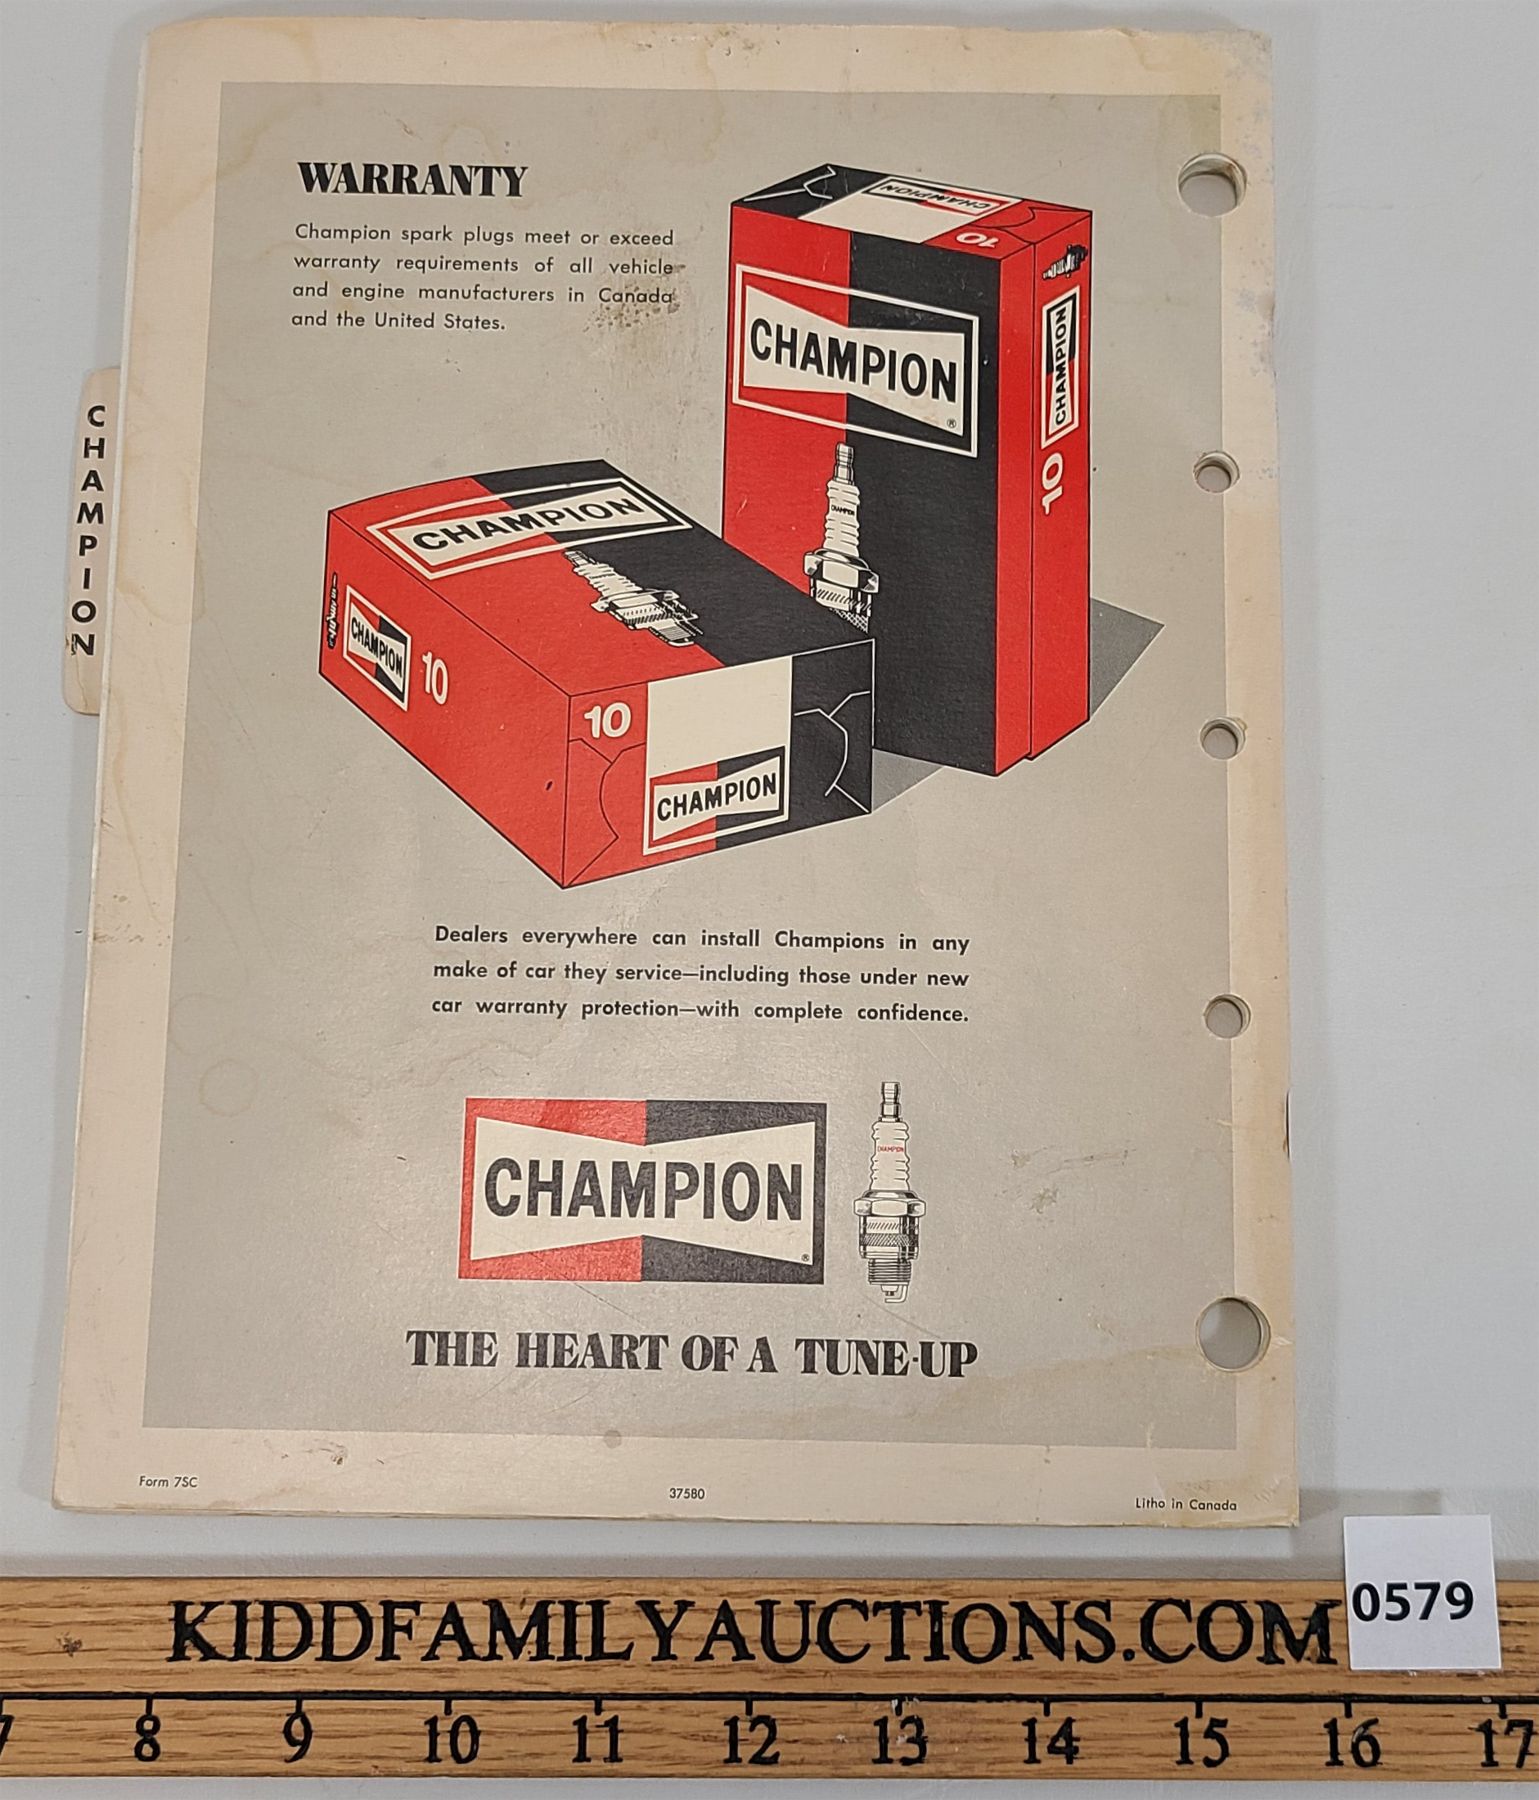 WARRANTY
Champion spark plugs meet or exceed
warranty requirements of all vehicle
and engine manufacturers in Canada
and the United States.
CHAMPION
10
CHAMPION
®
CHAMPION
10
CHAMPION
CHAMPION
CHAMPION
CHAMPION
10
10
CHAMPION
Dealers everywhere can install Champions in any
make of car they service—including those under new
car warranty protection—with complete confidence.
CHAMPION
®
CHAMPION
THE HEART OF A TUNE-UP
Form 7SC
37580
Litho in Canada
0579
KIDDFAMILYAUCTIONS.COM
7 8 9 10 11 12 13 14 15 16 17